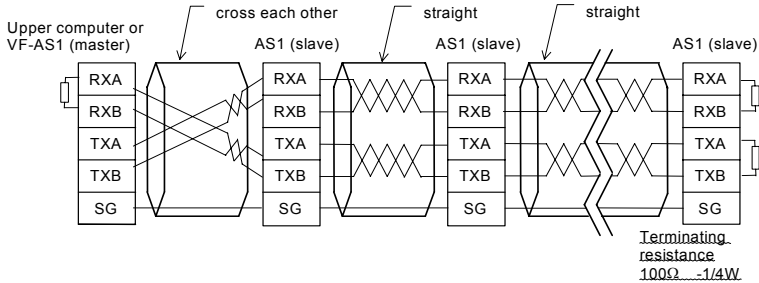 cross each other
straight
straight
Upper computer or
VF-AS1 (master)
AS1 (slave)
AS1 (slave)
AS1 (slave)
RXA
RXA
RXA
RXA
RXB
RXB
RXB
RXB
TXA
TXA
TXA
TXA
TXB
TXB
TXB
TXB
SG
SG
SG
SG
Terminating
resistance
100Ω -1/4W